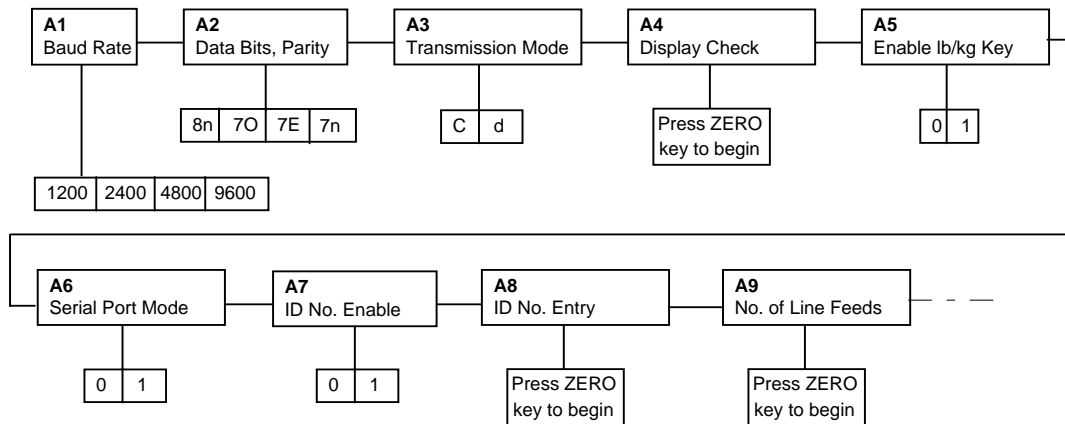 A1
Baud Rate
A2
Data Bits, Parity
A3
Transmission Mode
A4
Display Check
A5
Enable lb/kg Key
8n 7O 7E 7n
C d
Press ZERO
key to begin
0 1
1200 2400 4800 9600
A6
Serial Port Mode
A7
ID No. Enable
A8
ID No. Entry
A9
No. of Line Feeds
0 1
0 1
Press ZERO
key to begin
Press ZERO
key to begin